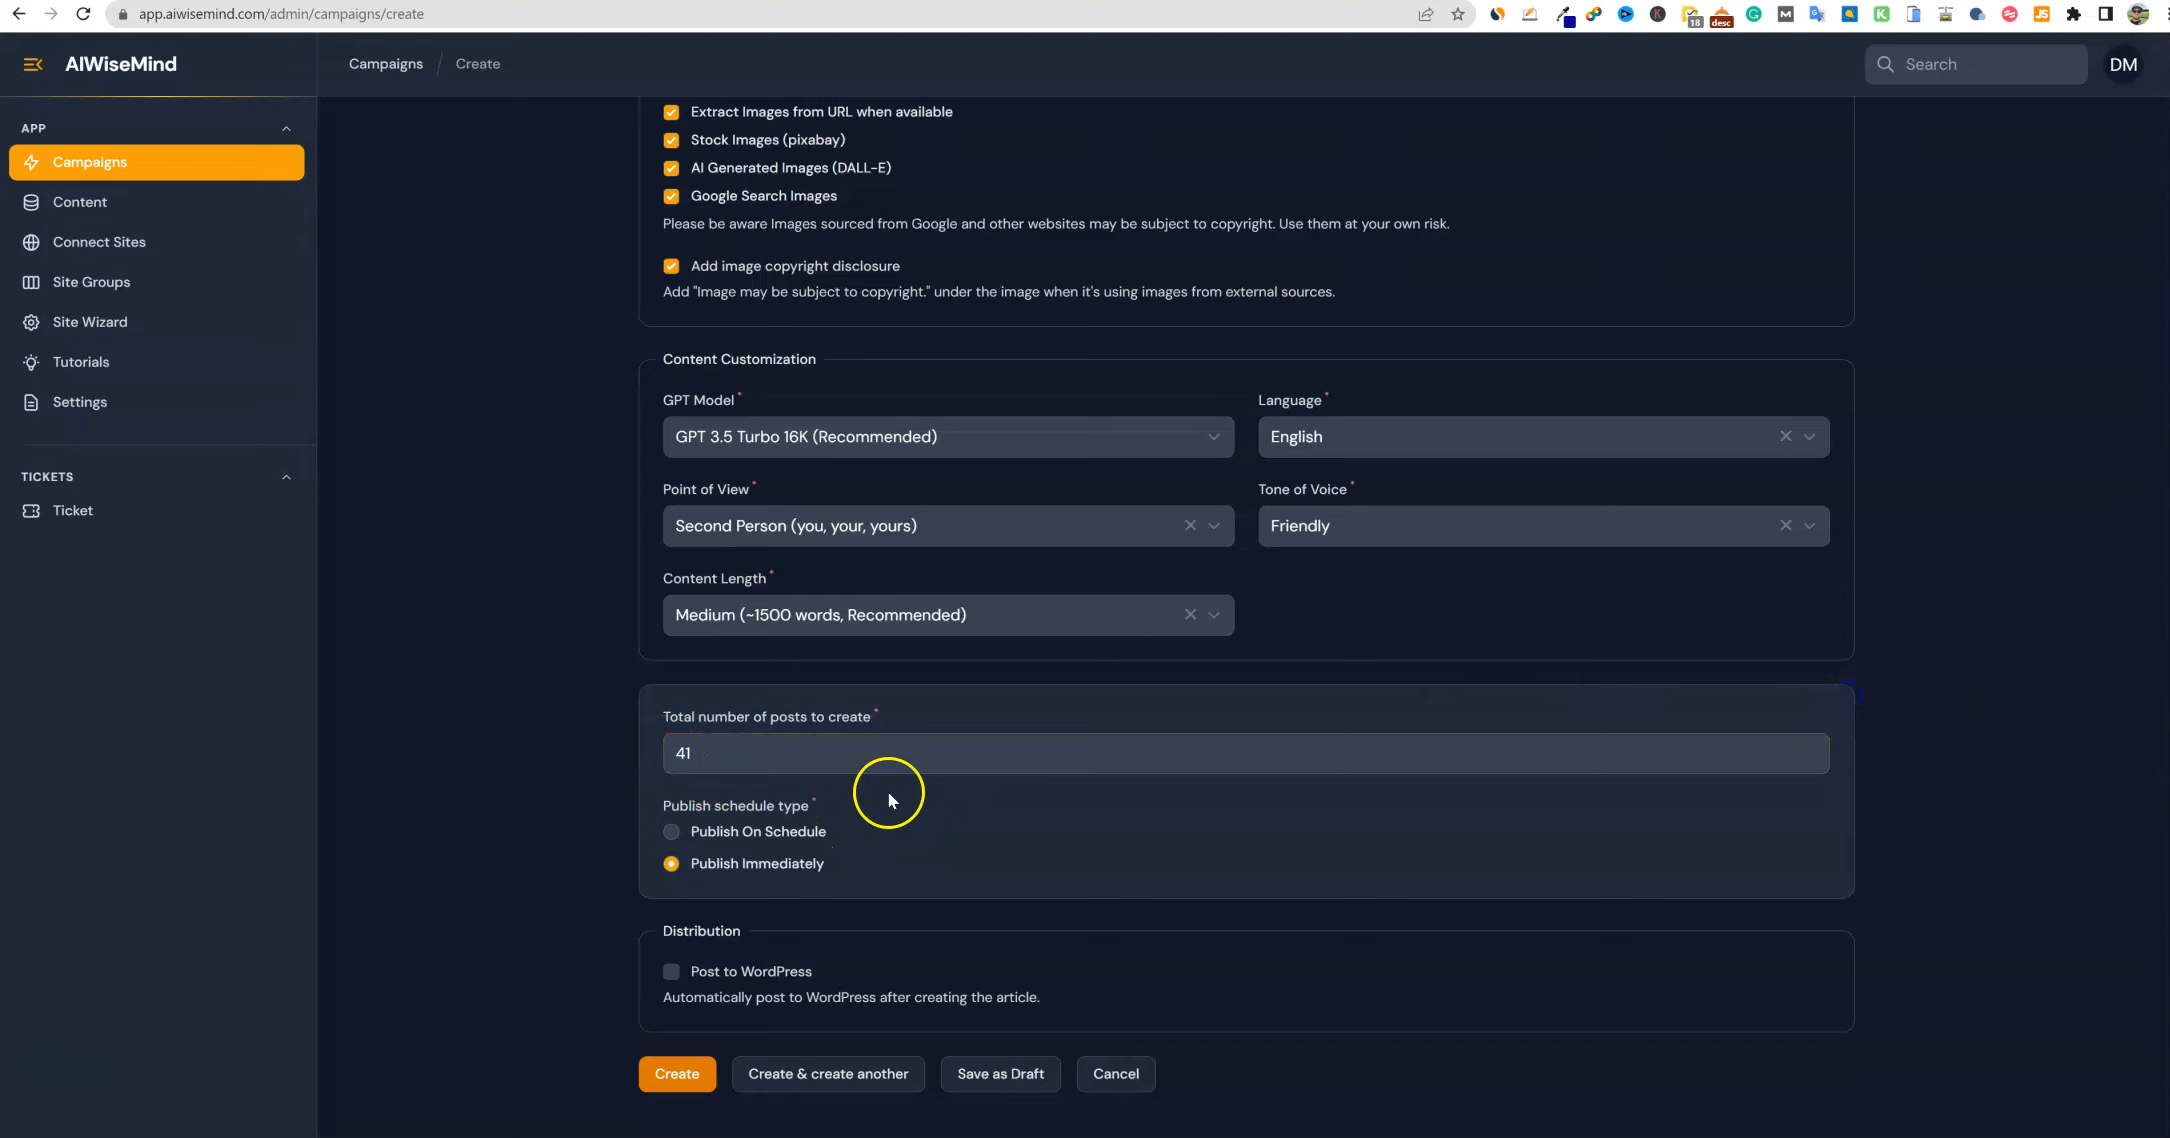 app.aiwisemind.com/admin/campaigns/create
18
desc
AIWiseMind
Campaigns / Create
Search
DM
APP
Campaigns
Content
Connect Sites
Site Groups
Site Wizard
Tutorials
Settings
TICKETS
Ticket
Extract Images from URL when available
Stock Images (pixabay)
AI Generated Images (DALL-E)
Google Search Images
Please be aware Images sourced from Google and other websites may be subject to copyright. Use them at your own risk.
Add image copyright disclosure
Add "Image may be subject to copyright." under the image when it's using images from external sources.
Content Customization
GPT Model*
Language*
GPT 3.5 Turbo 16K (Recommended)
English
Point of View*
Tone of Voice*
Second Person (you, your, yours)
Friendly
Content Length*
Medium (~1500 words, Recommended)
Total number of posts to create*
41
Publish schedule type*
Publish On Schedule
Publish Immediately
Distribution
Post to WordPress
Automatically post to WordPress after creating the article.
Create
Create & create another
Save as Draft
Cancel